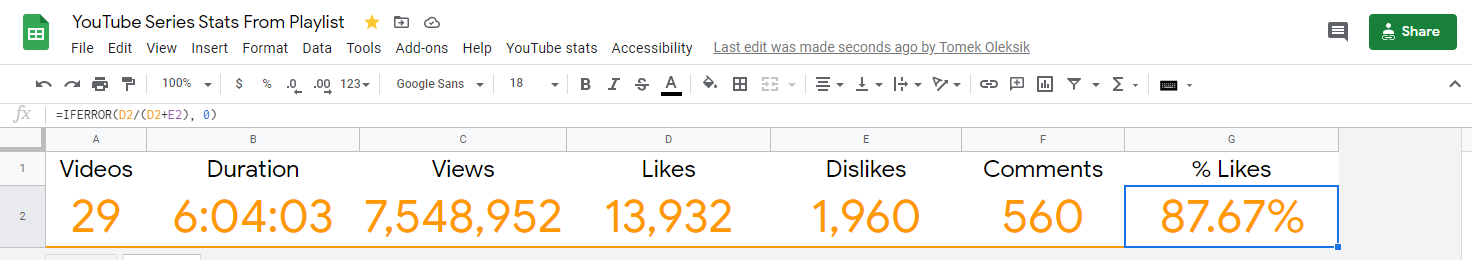 YouTube Series Stats From Playlist
File Edit View Insert Format Data Tools Add-ons Help YouTube stats Accessibility Last edit was made seconds ago by Tomek Oleksik
Share
100% $ % .0 .00 123 Google Sans 18 B I S A Σ
fx =IFERROR(D2/(D2+E2), 0)
A B C D E F G
1 Videos Duration Views Likes Dislikes Comments % Likes
2 29 6:04:03 7,548,952 13,932 1,960 560 87.67%